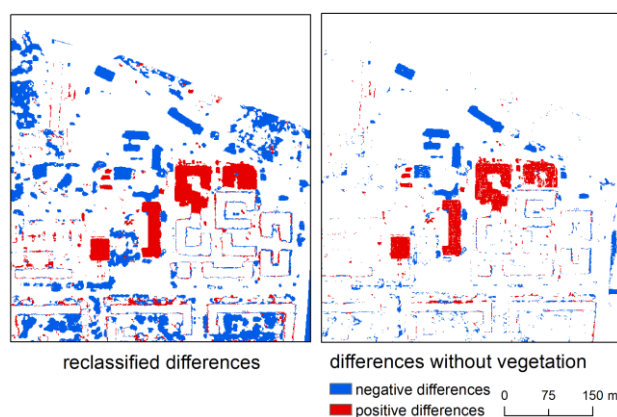 reclassified differences
differences without vegetation
negative differences
positive differences
0 75 150 m